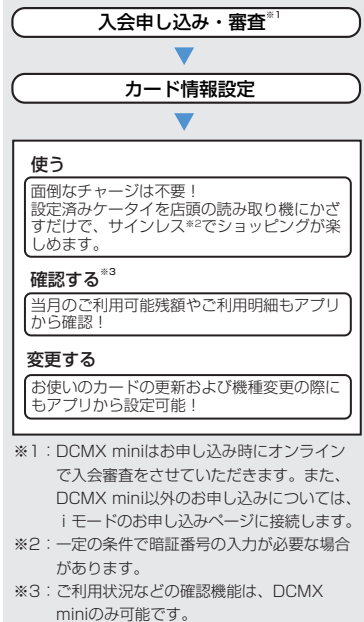 入会申し込み・審査※1
カード情報設定
使う
面倒なチャージは不要！
設定済みケータイを店頭の読み取り機にかざ
すだけで、サインレス※2でショッピングが楽
しめます。
確認する※3
当月のご利用可能残額やご利用明細もアプリ
から確認！
変更する
お使いのカードの更新および機種変更の際に
もアプリから設定可能！
※1：DCMX miniはお申し込み時にオンライン
で入会審査をさせていただきます。また、
DCMX mini以外のお申し込みについては、
ｉモードのお申し込みページに接続します。
※2：一定の条件で暗証番号の入力が必要な場合
があります。
※3：ご利用状況などの確認機能は、DCMX
miniのみ可能です。